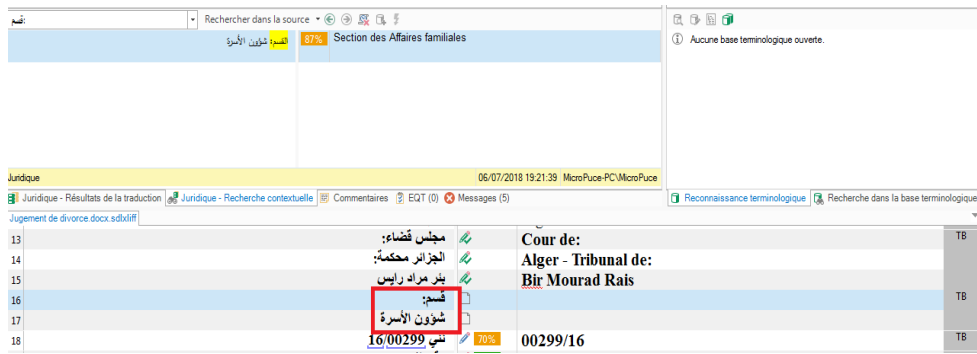 قسم:
Rechercher dans la source
القسم: شؤون الأسرة 87% Section des Affaires familiales
Aucune base terminologique ouverte.
Juridique 06/07/2018 19:21:39 MicroPuce-PC\MicroPuce
Juridique - Résultats de la traduction Juridique - Recherche contextuelle Commentaires EQT (0) Messages (5)
Reconnaissance terminologique Recherche dans la base terminologique
Jugement de divorce.docx.sdlxliff
13 مجلس قضاء: Cour de: TB
14 الجزائر محكمة: Alger - Tribunal de:
15 بئر مراد رايس Bir Mourad Rais
16 قسم: TB
17 شؤون الأسرة
18 16/00299 70% 00299/16 TB